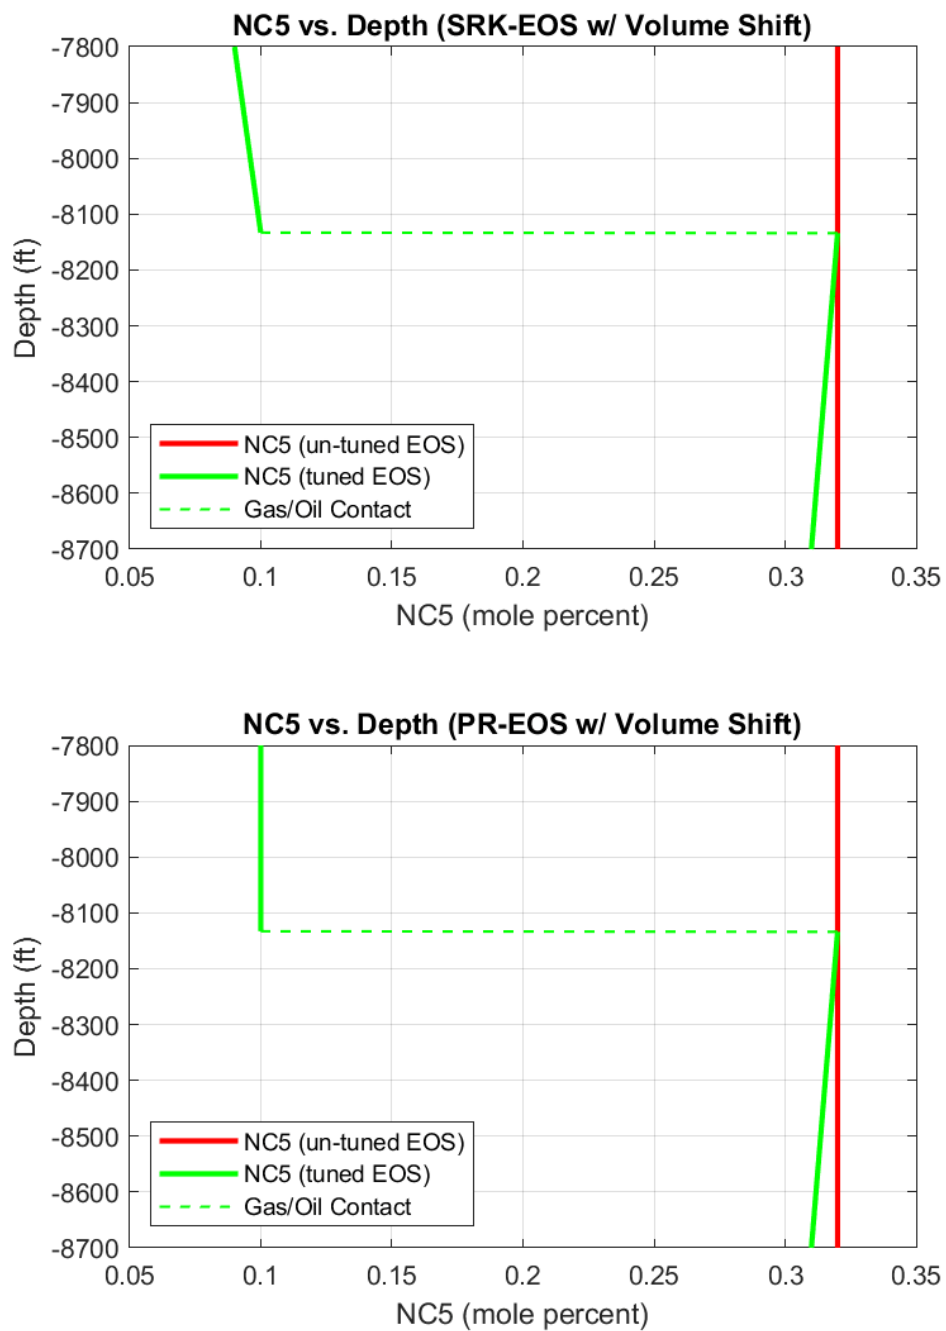 NC5 vs. Depth (SRK-EOS w/ Volume Shift)
-7800
-7900
-8000
-8100
-8200
-8300
-8400
-8500
-8600
-8700
Depth (ft)
NC5 (un-tuned EOS)
NC5 (tuned EOS)
Gas/Oil Contact
0.05 0.1 0.15 0.2 0.25 0.3 0.35
NC5 (mole percent)
NC5 vs. Depth (PR-EOS w/ Volume Shift)
-7800
-7900
-8000
-8100
-8200
-8300
-8400
-8500
-8600
-8700
Depth (ft)
NC5 (un-tuned EOS)
NC5 (tuned EOS)
Gas/Oil Contact
0.05 0.1 0.15 0.2 0.25 0.3 0.35
NC5 (mole percent)